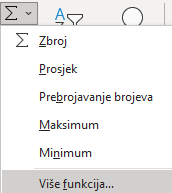 Σ
A
Σ Zbroj
Prosjek
Prebrojavanje brojeva
Maksimum
Minimum
Više funkcija...